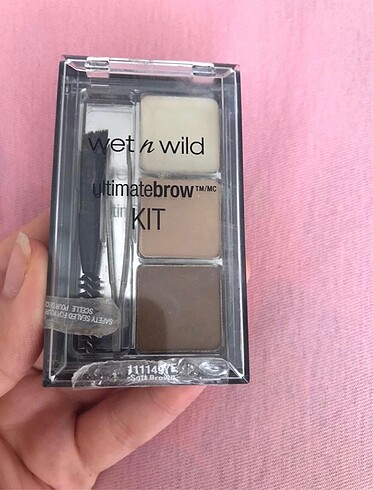 wet n wild
ultimatebrow™/MC
KIT
SAFETY SEALED FOR YOUR
SCELLÉ POUR
Soft Brown